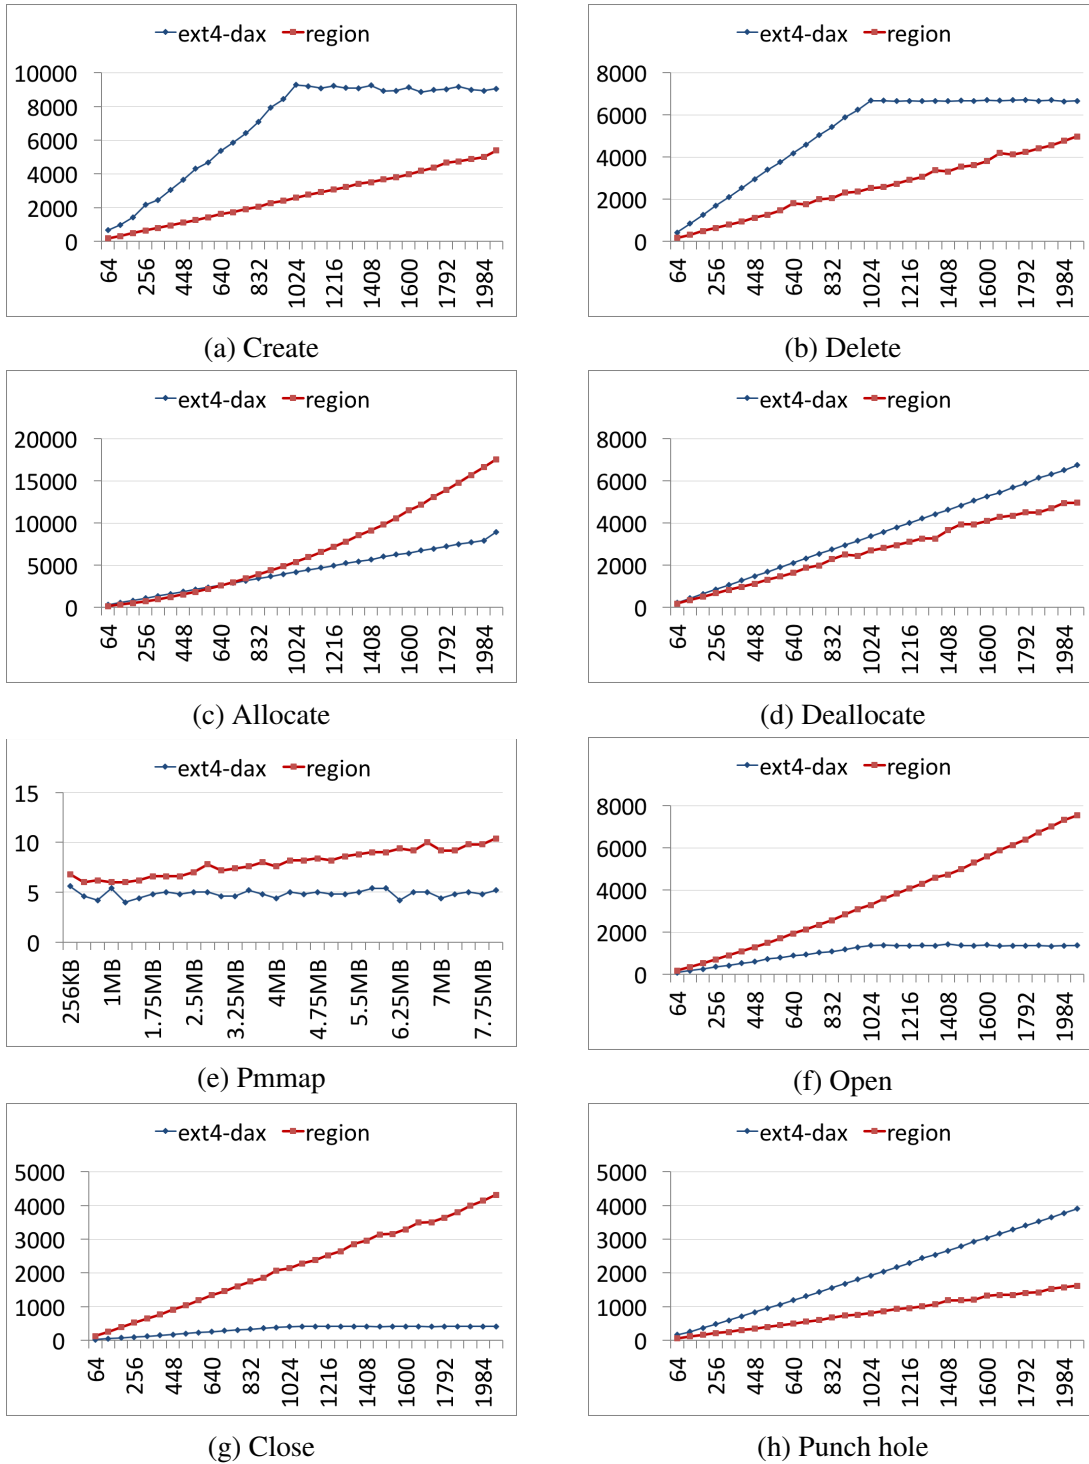 ext4-dax region
10000
8000
6000
4000
2000
0
64 256 448 640 832 1024 1216 1408 1600 1792 1984
(a) Create
ext4-dax region
8000
6000
4000
2000
0
64 256 448 640 832 1024 1216 1408 1600 1792 1984
(b) Delete
ext4-dax region
20000
15000
10000
5000
0
64 256 448 640 832 1024 1216 1408 1600 1792 1984
(c) Allocate
ext4-dax region
8000
6000
4000
2000
0
64 256 448 640 832 1024 1216 1408 1600 1792 1984
(d) Deallocate
ext4-dax region
15
10
5
0
256KB 1MB 1.75MB 2.5MB 3.25MB 4MB 4.75MB 5.5MB 6.25MB 7MB 7.75MB
(e) Pmmap
ext4-dax region
8000
6000
4000
2000
0
64 256 448 640 832 1024 1216 1408 1600 1792 1984
(f) Open
ext4-dax region
5000
4000
3000
2000
1000
0
64 256 448 640 832 1024 1216 1408 1600 1792 1984
(g) Close
ext4-dax region
5000
4000
3000
2000
1000
0
64 256 448 640 832 1024 1216 1408 1600 1792 1984
(h) Punch hole